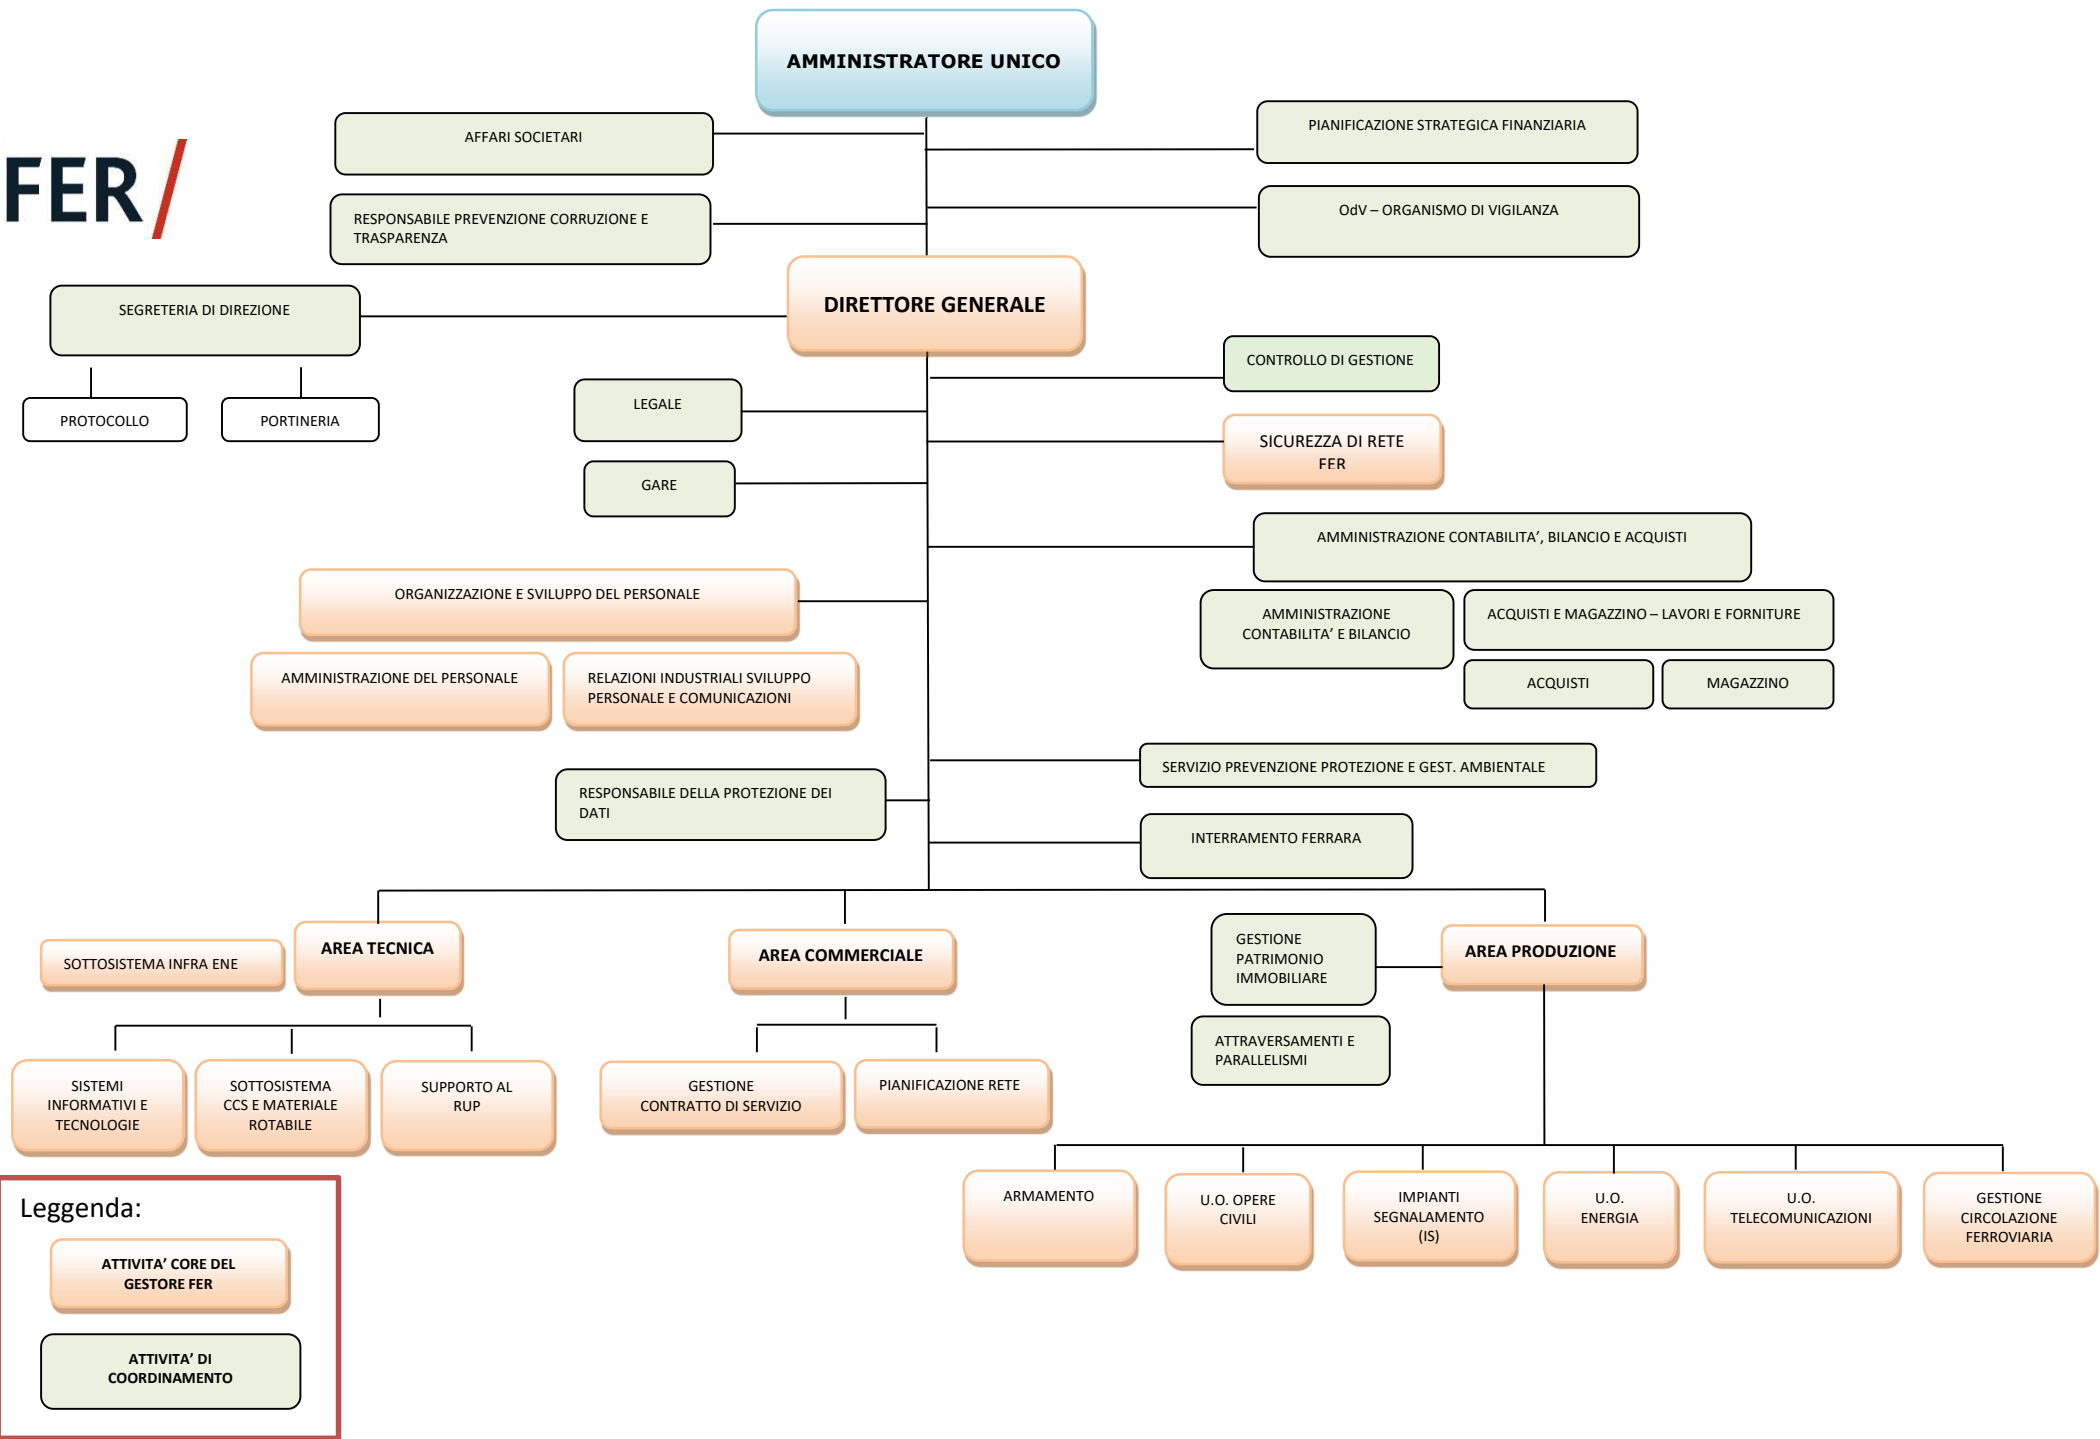 AMMINISTRATORE UNICO
AFFARI SOCIETARI
PIANIFICAZIONE STRATEGICA FINANZIARIA
FER/
RESPONSABILE PREVENZIONE CORRUZIONE E
TRASPARENZA
OdV – ORGANISMO DI VIGILANZA
DIRETTORE GENERALE
SEGRETERIA DI DIREZIONE
PROTOCOLLO
PORTINERIA
CONTROLLO DI GESTIONE
LEGALE
SICUREZZA DI RETE
FER
GARE
AMMINISTRAZIONE CONTABILITA’, BILANCIO E ACQUISTI
ORGANIZZAZIONE E SVILUPPO DEL PERSONALE
AMMINISTRAZIONE
CONTABILITA’ E BILANCIO
ACQUISTI E MAGAZZINO – LAVORI E FORNITURE
ACQUISTI
MAGAZZINO
AMMINISTRAZIONE DEL PERSONALE
RELAZIONI INDUSTRIALI SVILUPPO
PERSONALE E COMUNICAZIONI
SERVIZIO PREVENZIONE PROTEZIONE E GEST. AMBIENTALE
RESPONSABILE DELLA PROTEZIONE DEI
DATI
INTERRAMENTO FERRARA
SOTTOSISTEMA INFRA ENE
AREA TECNICA
AREA COMMERCIALE
GESTIONE
PATRIMONIO
IMMOBILIARE
AREA PRODUZIONE
ATTRAVERSAMENTI E
PARALLELISMI
SISTEMI
INFORMATIVI E
TECNOLOGIE
SOTTOSISTEMA
CCS E MATERIALE
ROTABILE
SUPPORTO AL
RUP
GESTIONE
CONTRATTO DI SERVIZIO
PIANIFICAZIONE RETE
ARMAMENTO
U.O. OPERE
CIVILI
IMPIANTI
SEGNALAMENTO
(IS)
U.O.
ENERGIA
U.O.
TELECOMUNICAZIONI
GESTIONE
CIRCOLAZIONE
FERROVIARIA
Leggenda:
ATTIVITA’ CORE DEL
GESTORE FER
ATTIVITA’ DI
COORDINAMENTO